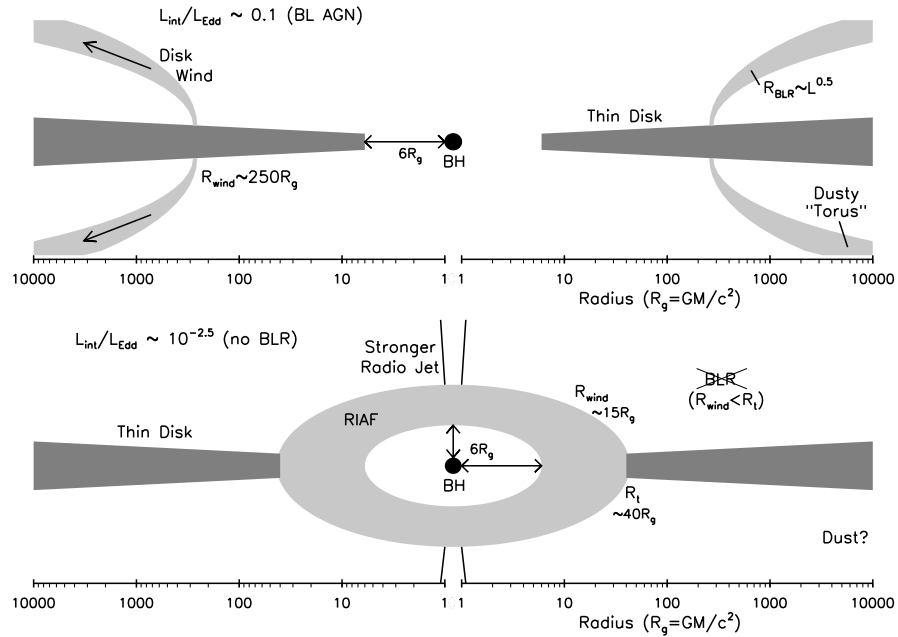 L_int/L_Edd ~ 0.1 (BL AGN)
Disk
Wind
R_BLR~L^0.5
Thin Disk
6R_g
BH
R_wind~250R_g
Dusty
"Torus"
10000 1000 100 10 1 10 100 1000 10000
Radius (R_g=GM/c^2)
L_int/L_Edd ~ 10^-2.5 (no BLR)
Stronger
Radio Jet
BLR
(R_wind<R_t)
R_wind
~15R_g
RIAF
Thin Disk
6R_g
BH
R_t
~40R_g
Dust?
10000 1000 100 10 1 10 100 1000 10000
Radius (R_g=GM/c^2)